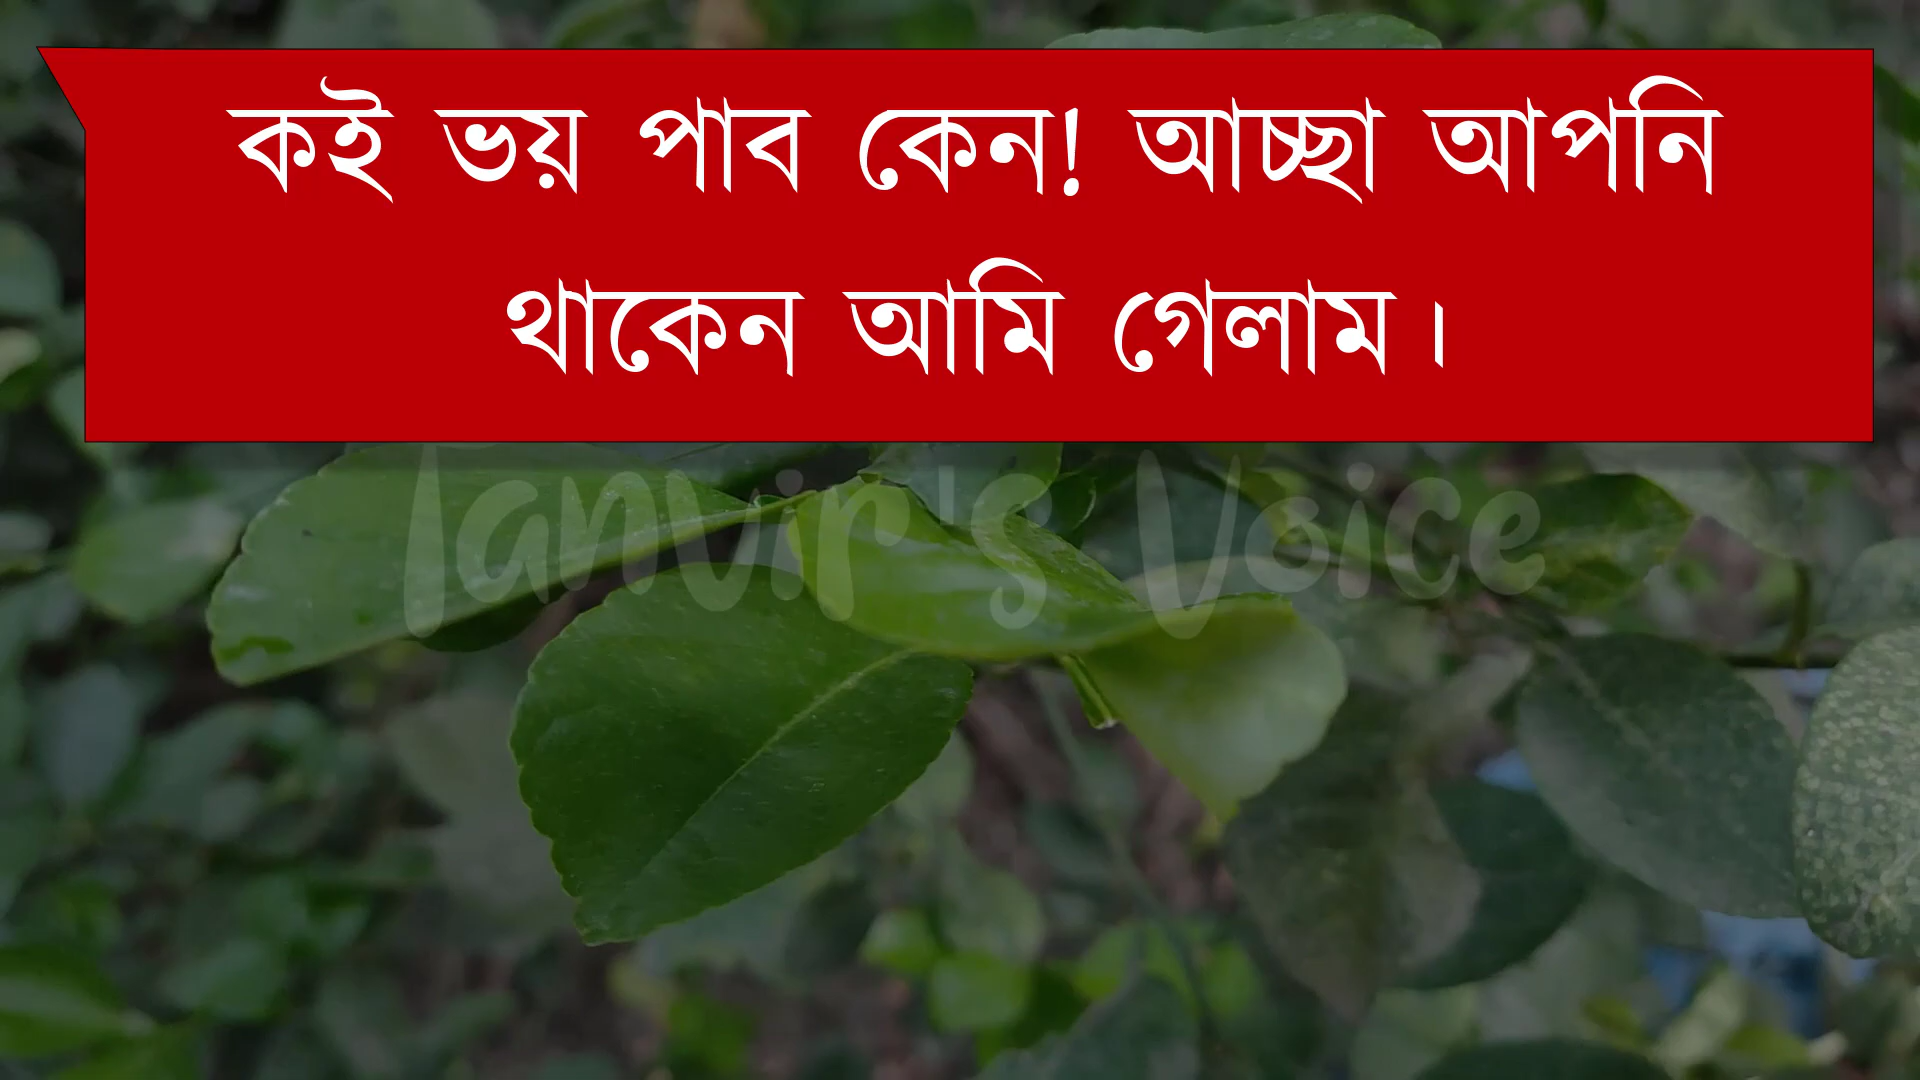 কই ভয় পাব কেন! আচ্ছা আপনি
থাকেন আমি গেলাম।
Tanvir's Voice